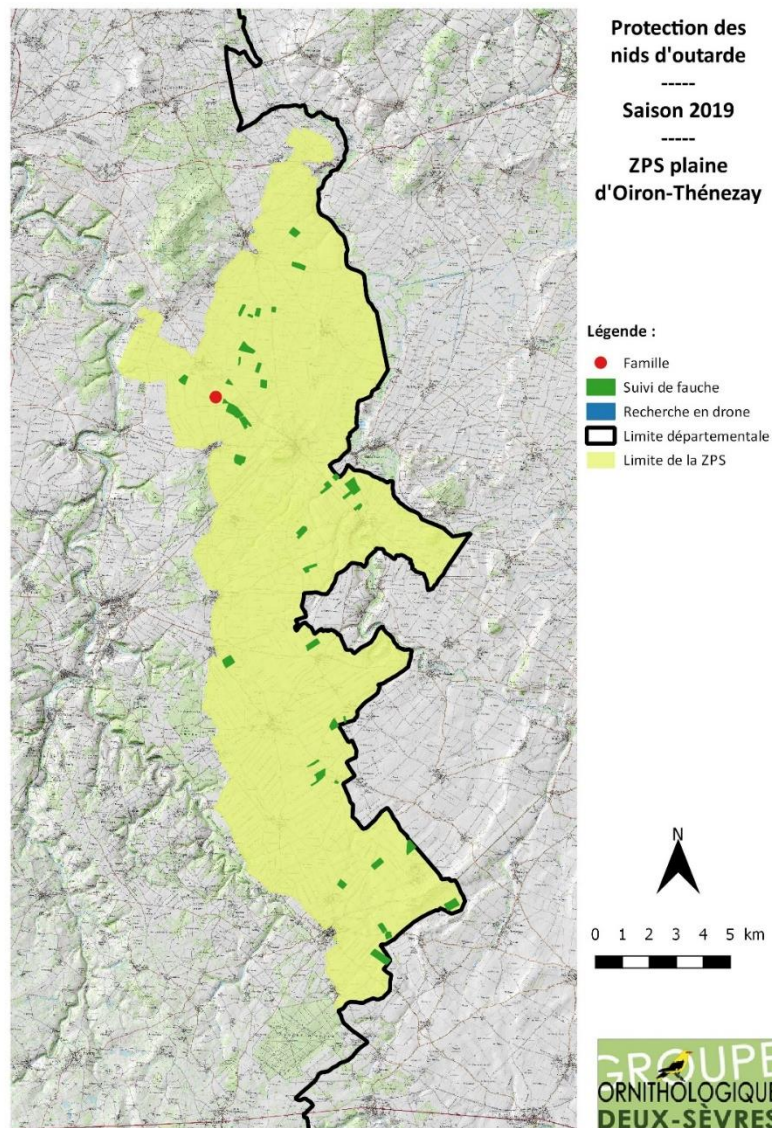 Protection des
nids d'outarde
-----
Saison 2019
-----
ZPS plaine
d'Oiron-Thénezay
Légende :
Famille
Suivi de fauche
Recherche en drone
Limite départementale
Limite de la ZPS
N
0 1 2 3 4 5 km
GROUPE
ORNITHOLOGIQUE
DEUX-SÈVRES